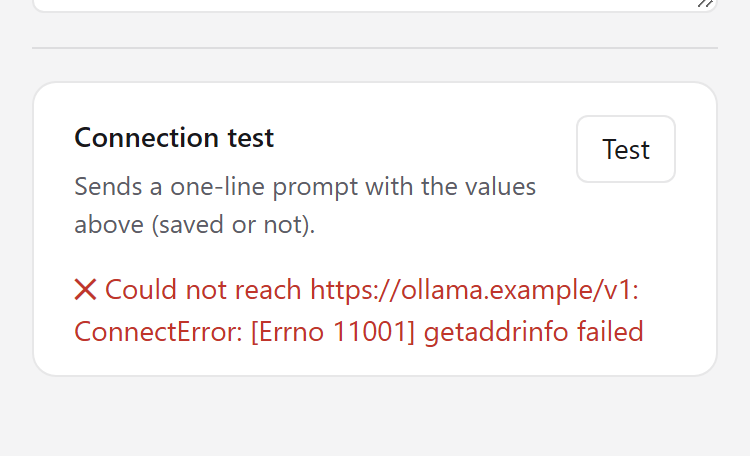 Connection test
Test
Sends a one-line prompt with the values
above (saved or not).
❌ Could not reach https://ollama.example/v1:
ConnectError: [Errno 11001] getaddrinfo failed